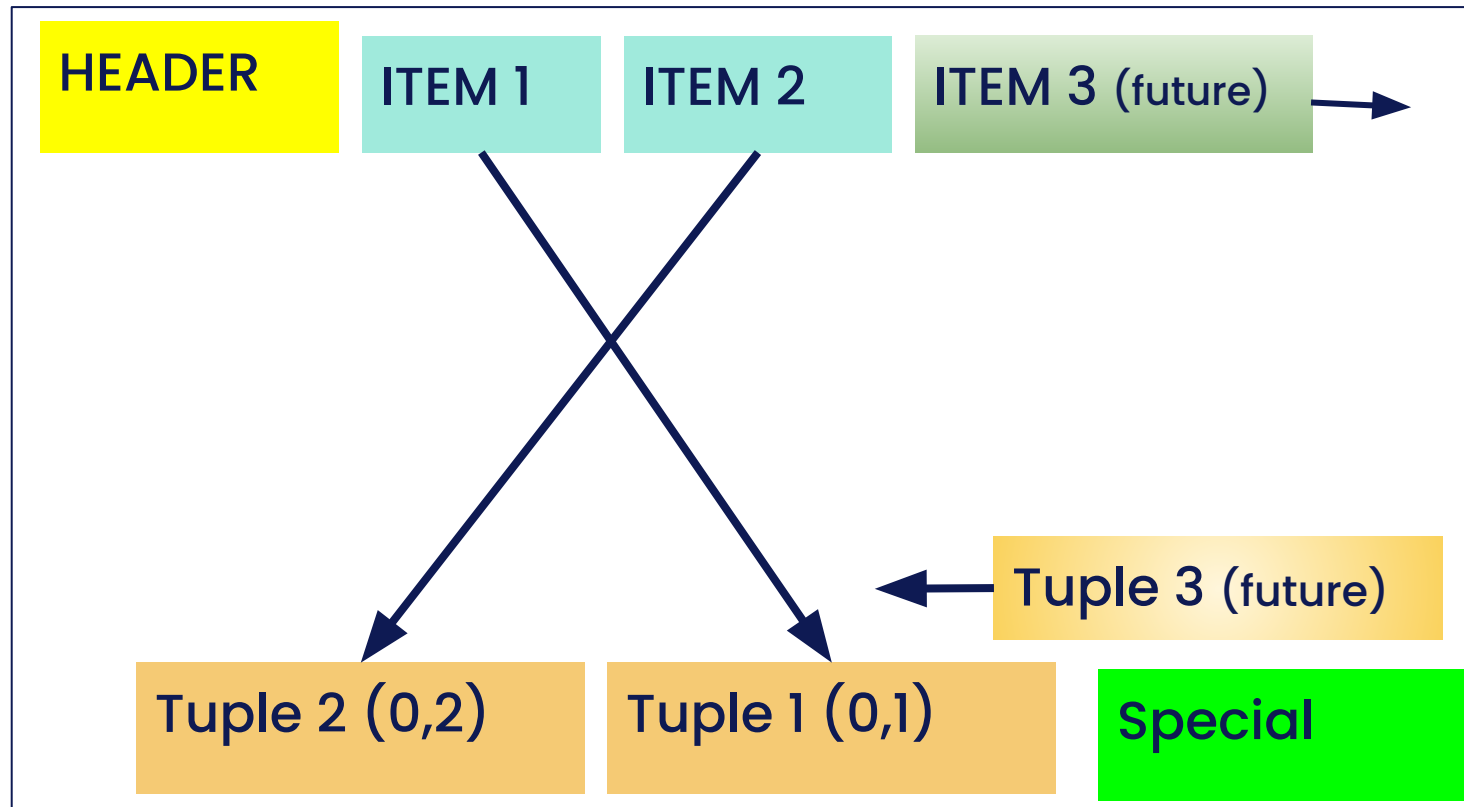 HEADER
ITEM 1
ITEM 2
ITEM 3 (future)
Tuple 3 (future)
Tuple 2 (0,2)
Tuple 1 (0,1)
Special